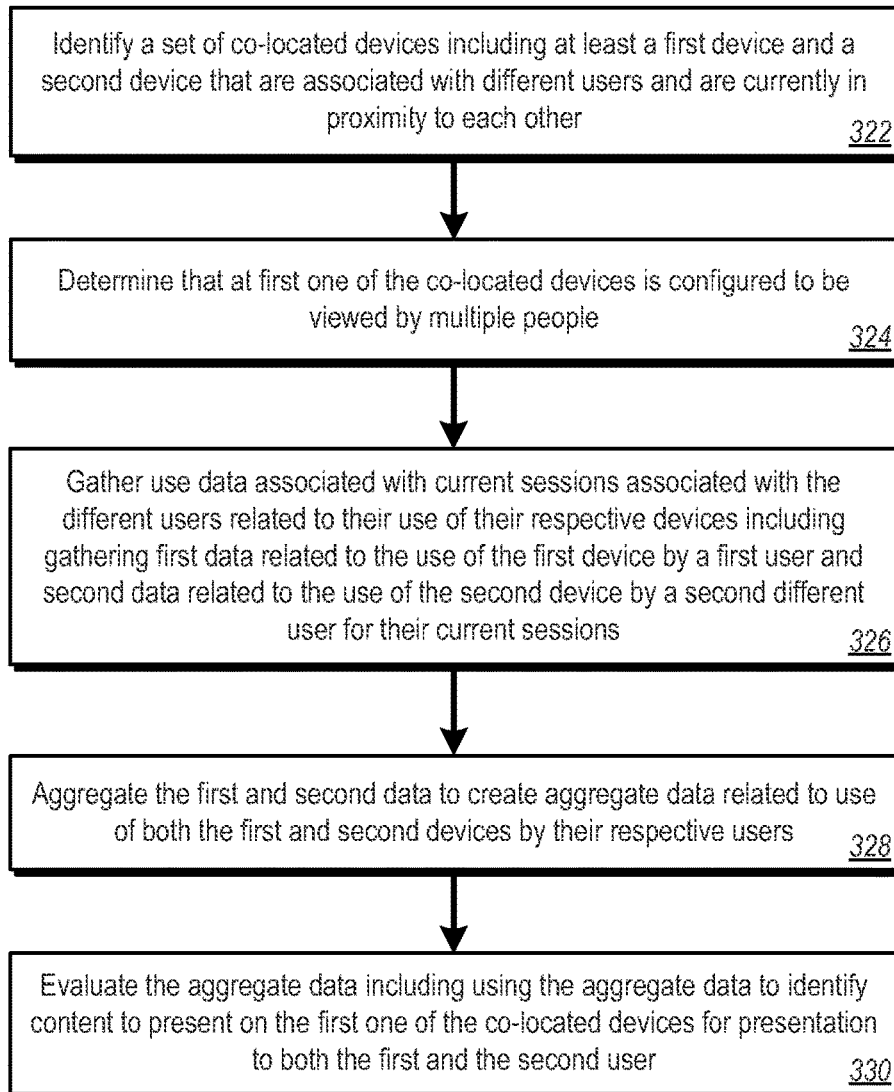 Identify a set of co-located devices including at least a first device and a
second device that are associated with different users and are currently in
proximity to each other
322
Determine that at first one of the co-located devices is configured to be
viewed by multiple people
324
Gather use data associated with current sessions associated with the
different users related to their use of their respective devices including
gathering first data related to the use of the first device by a first user and
second data related to the use of the second device by a second different
user for their current sessions
326
Aggregate the first and second data to create aggregate data related to use
of both the first and second devices by their respective users
328
Evaluate the aggregate data including using the aggregate data to identify
content to present on the first one of the co-located devices for presentation
to both the first and the second user
330